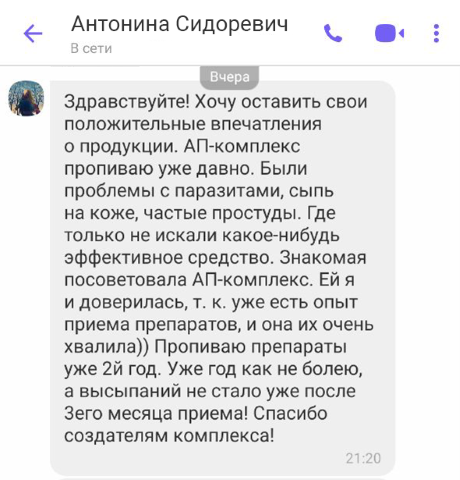 Антонина Сидоревич
В сети
Вчера
Здравствуйте! Хочу оставить свои
положительные впечатления
о продукции. АП-комплекс
пропиваю уже давно. Были
проблемы с паразитами, сыпь
на коже, частые простуды. Где
только не искали какое-нибудь
эффективное средство. Знакомая
посоветовала АП-комплекс. Ей я
и доверилась, т. к. уже есть опыт
приема препаратов, и она их очень
хвалила)) Пропиваю препараты
уже 2й год. Уже год как не болею,
а высыпаний не стало уже после
3его месяца приема! Спасибо
создателям комплекса!
21:20